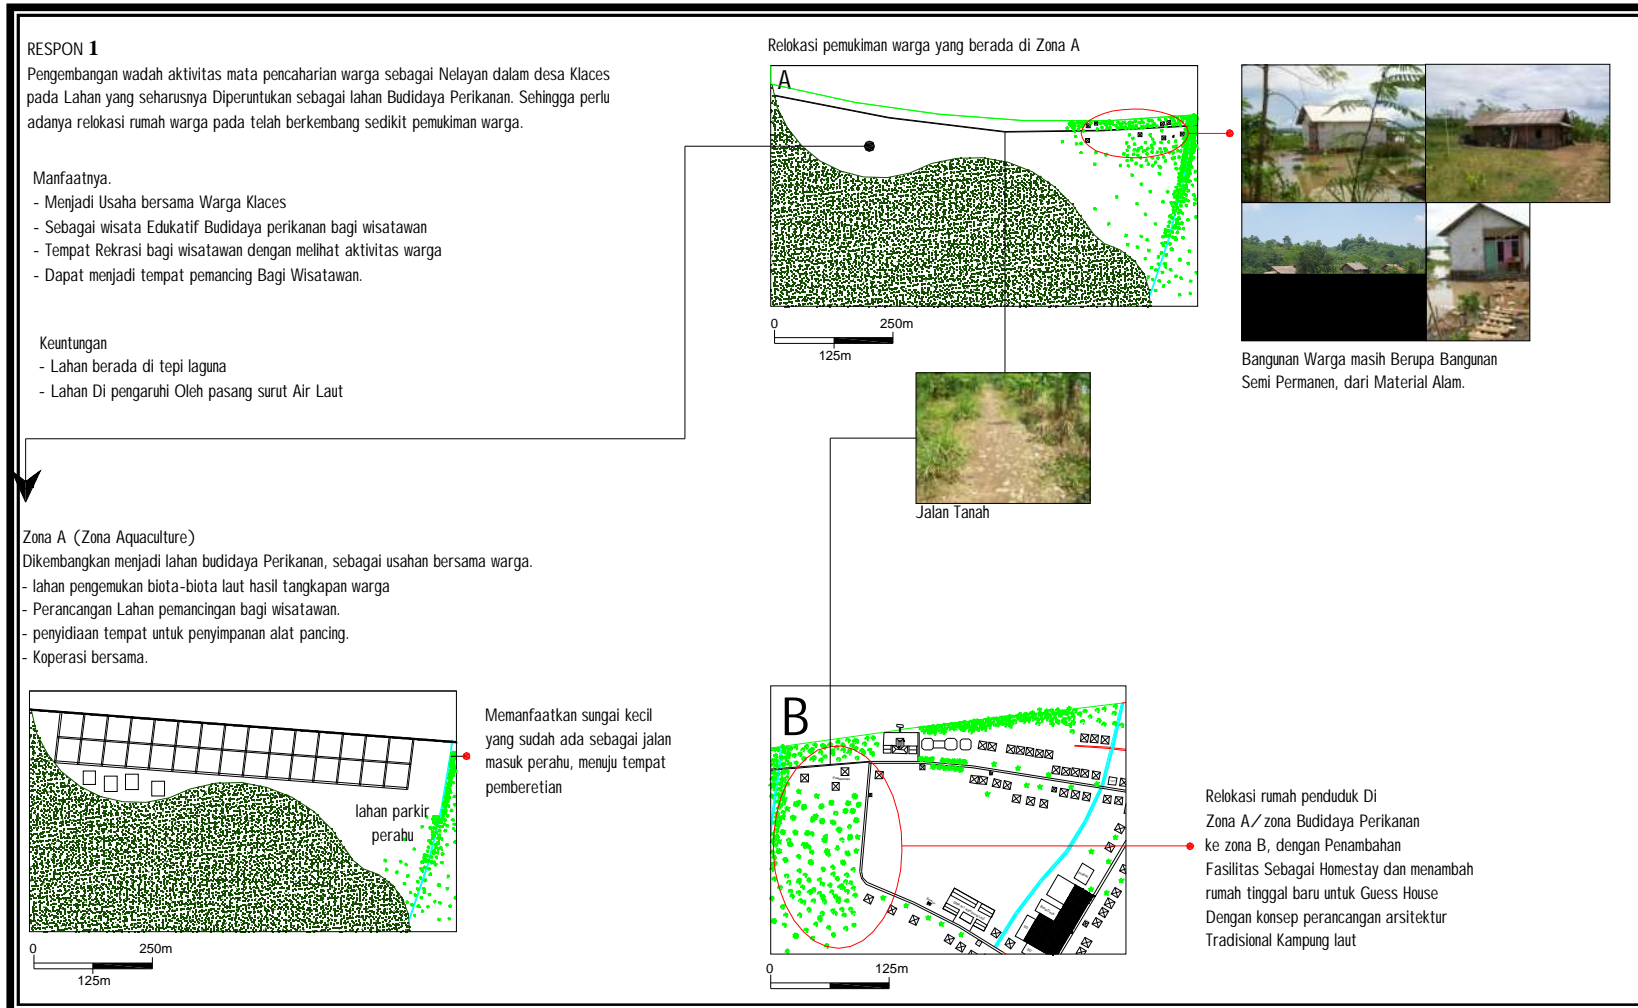 RESPON 1
Pengembangan wadah aktivitas mata pencaharian warga sebagai Nelayan dalam desa Klaces
pada Lahan yang seharusnya Diperuntukan sebagai lahan Budidaya Perikanan. Sehingga perlu
adanya relokasi rumah warga pada telah berkembang sedikit pemukiman warga.
Manfaatnya.
- Menjadi Usaha bersama Warga Klaces
- Sebagai wisata Edukatif Budidaya perikanan bagi wisatawan
- Tempat Rekrasi bagi wisatawan dengan melihat aktivitas warga
- Dapat menjadi tempat pemancing Bagi Wisatawan.
Keuntungan
- Lahan berada di tepi laguna
- Lahan Di pengaruhi Oleh pasang surut Air Laut
Relokasi pemukiman warga yang berada di Zona A
A
0 250m
125m
Bangunan Warga masih Berupa Bangunan
Semi Permanen, dari Material Alam.
Jalan Tanah
Zona A (Zona Aquaculture)
Dikembangkan menjadi lahan budidaya Perikanan, sebagai usahan bersama warga.
- lahan pengemukan biota-biota laut hasil tangkapan warga
- Perancangan Lahan pemancingan bagi wisatawan.
- penyidiaan tempat untuk penyimpanan alat pancing.
- Koperasi bersama.
lahan parkir
perahu
0 250m
125m
Memanfaatkan sungai kecil
yang sudah ada sebagai jalan
masuk perahu, menuju tempat
pemberetian
B
0 125m
Relokasi rumah penduduk Di
Zona A/zona Budidaya Perikanan
ke zona B, dengan Penambahan
Fasilitas Sebagai Homestay dan menambah
rumah tinggal baru untuk Guess House
Dengan konsep perancangan arsitektur
Tradisional Kampung laut